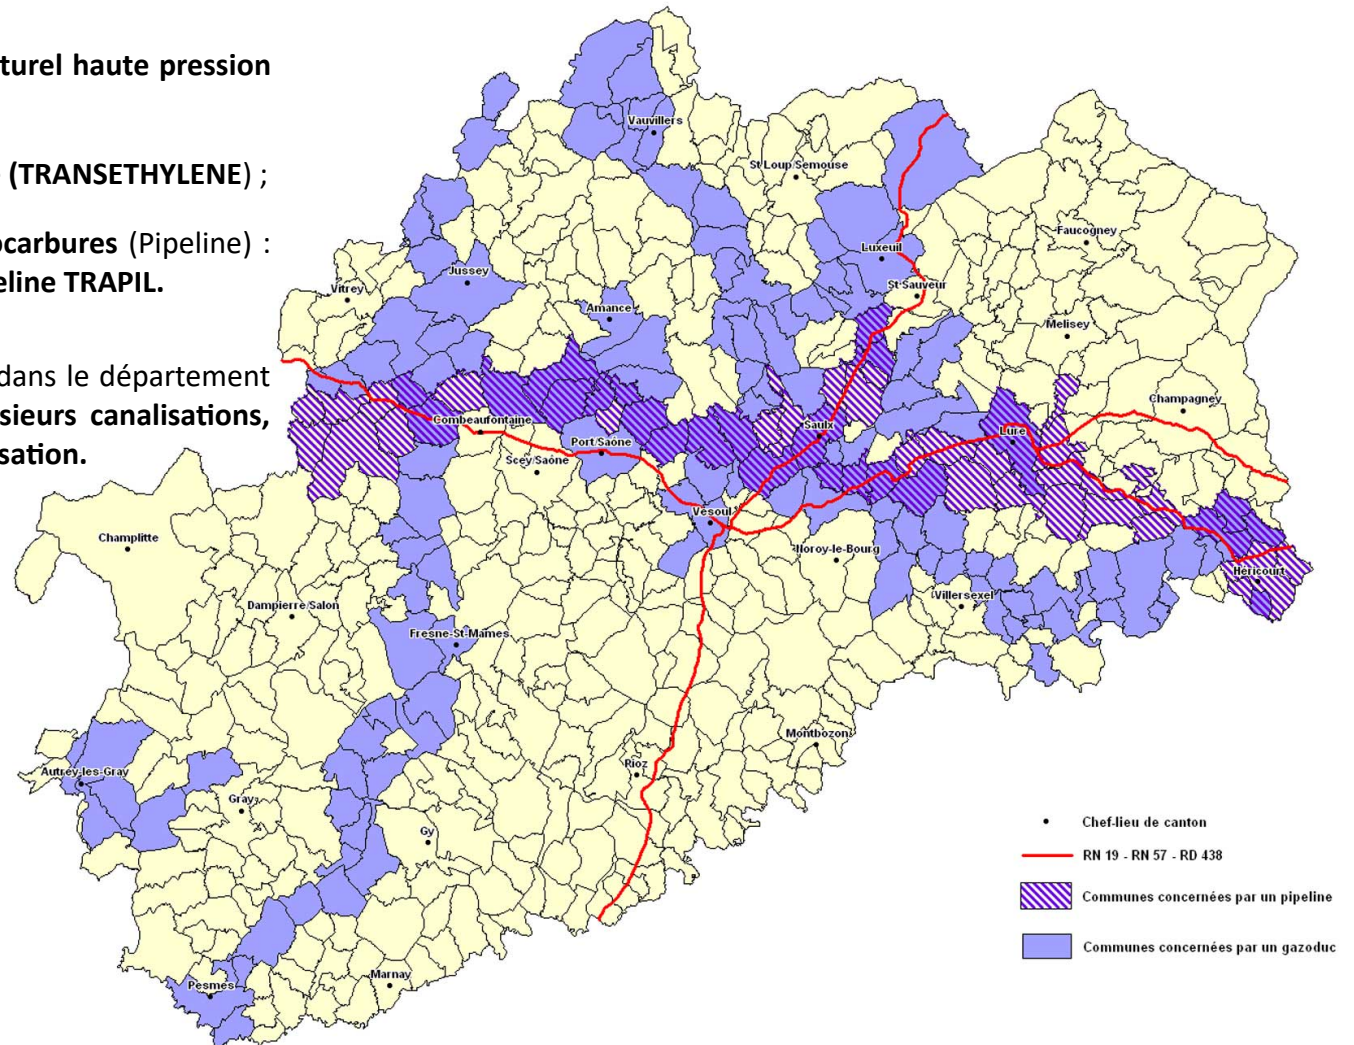 turel haute pression
(TRANSETHYLENE) ;
ocarbures (Pipeline) :
eline TRAPIL.
dans le département
sieurs canalisations,
sation.
Vauvillers
St Loup/Semouse
Faucogney
Luxeuil
Jussey
St Sauveur
Vitrey
Amance
Melisey
Champagney
Combeaufontaine
Saulx
Lure
Port/Saône
Scey/Saône
Vesoul
Champlitte
Noroy-le-Bourg
Héricourt
Villersexel
Dampierre Salon
Fresne-St-Mames
Montbozon
Rioz
Autrey-les-Gray
Gray
Gy
Marnay
Pesmes
Chef-lieu de canton
RN 19 - RN 57 - RD 438
Communes concernées par un pipeline
Communes concernées par un gazoduc